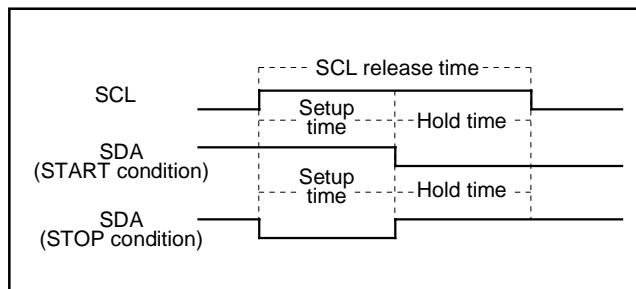 SCL release time
SCL
Setup
time
Hold time
SDA
(START condition)
Setup
time
Hold time
SDA
(STOP condition)